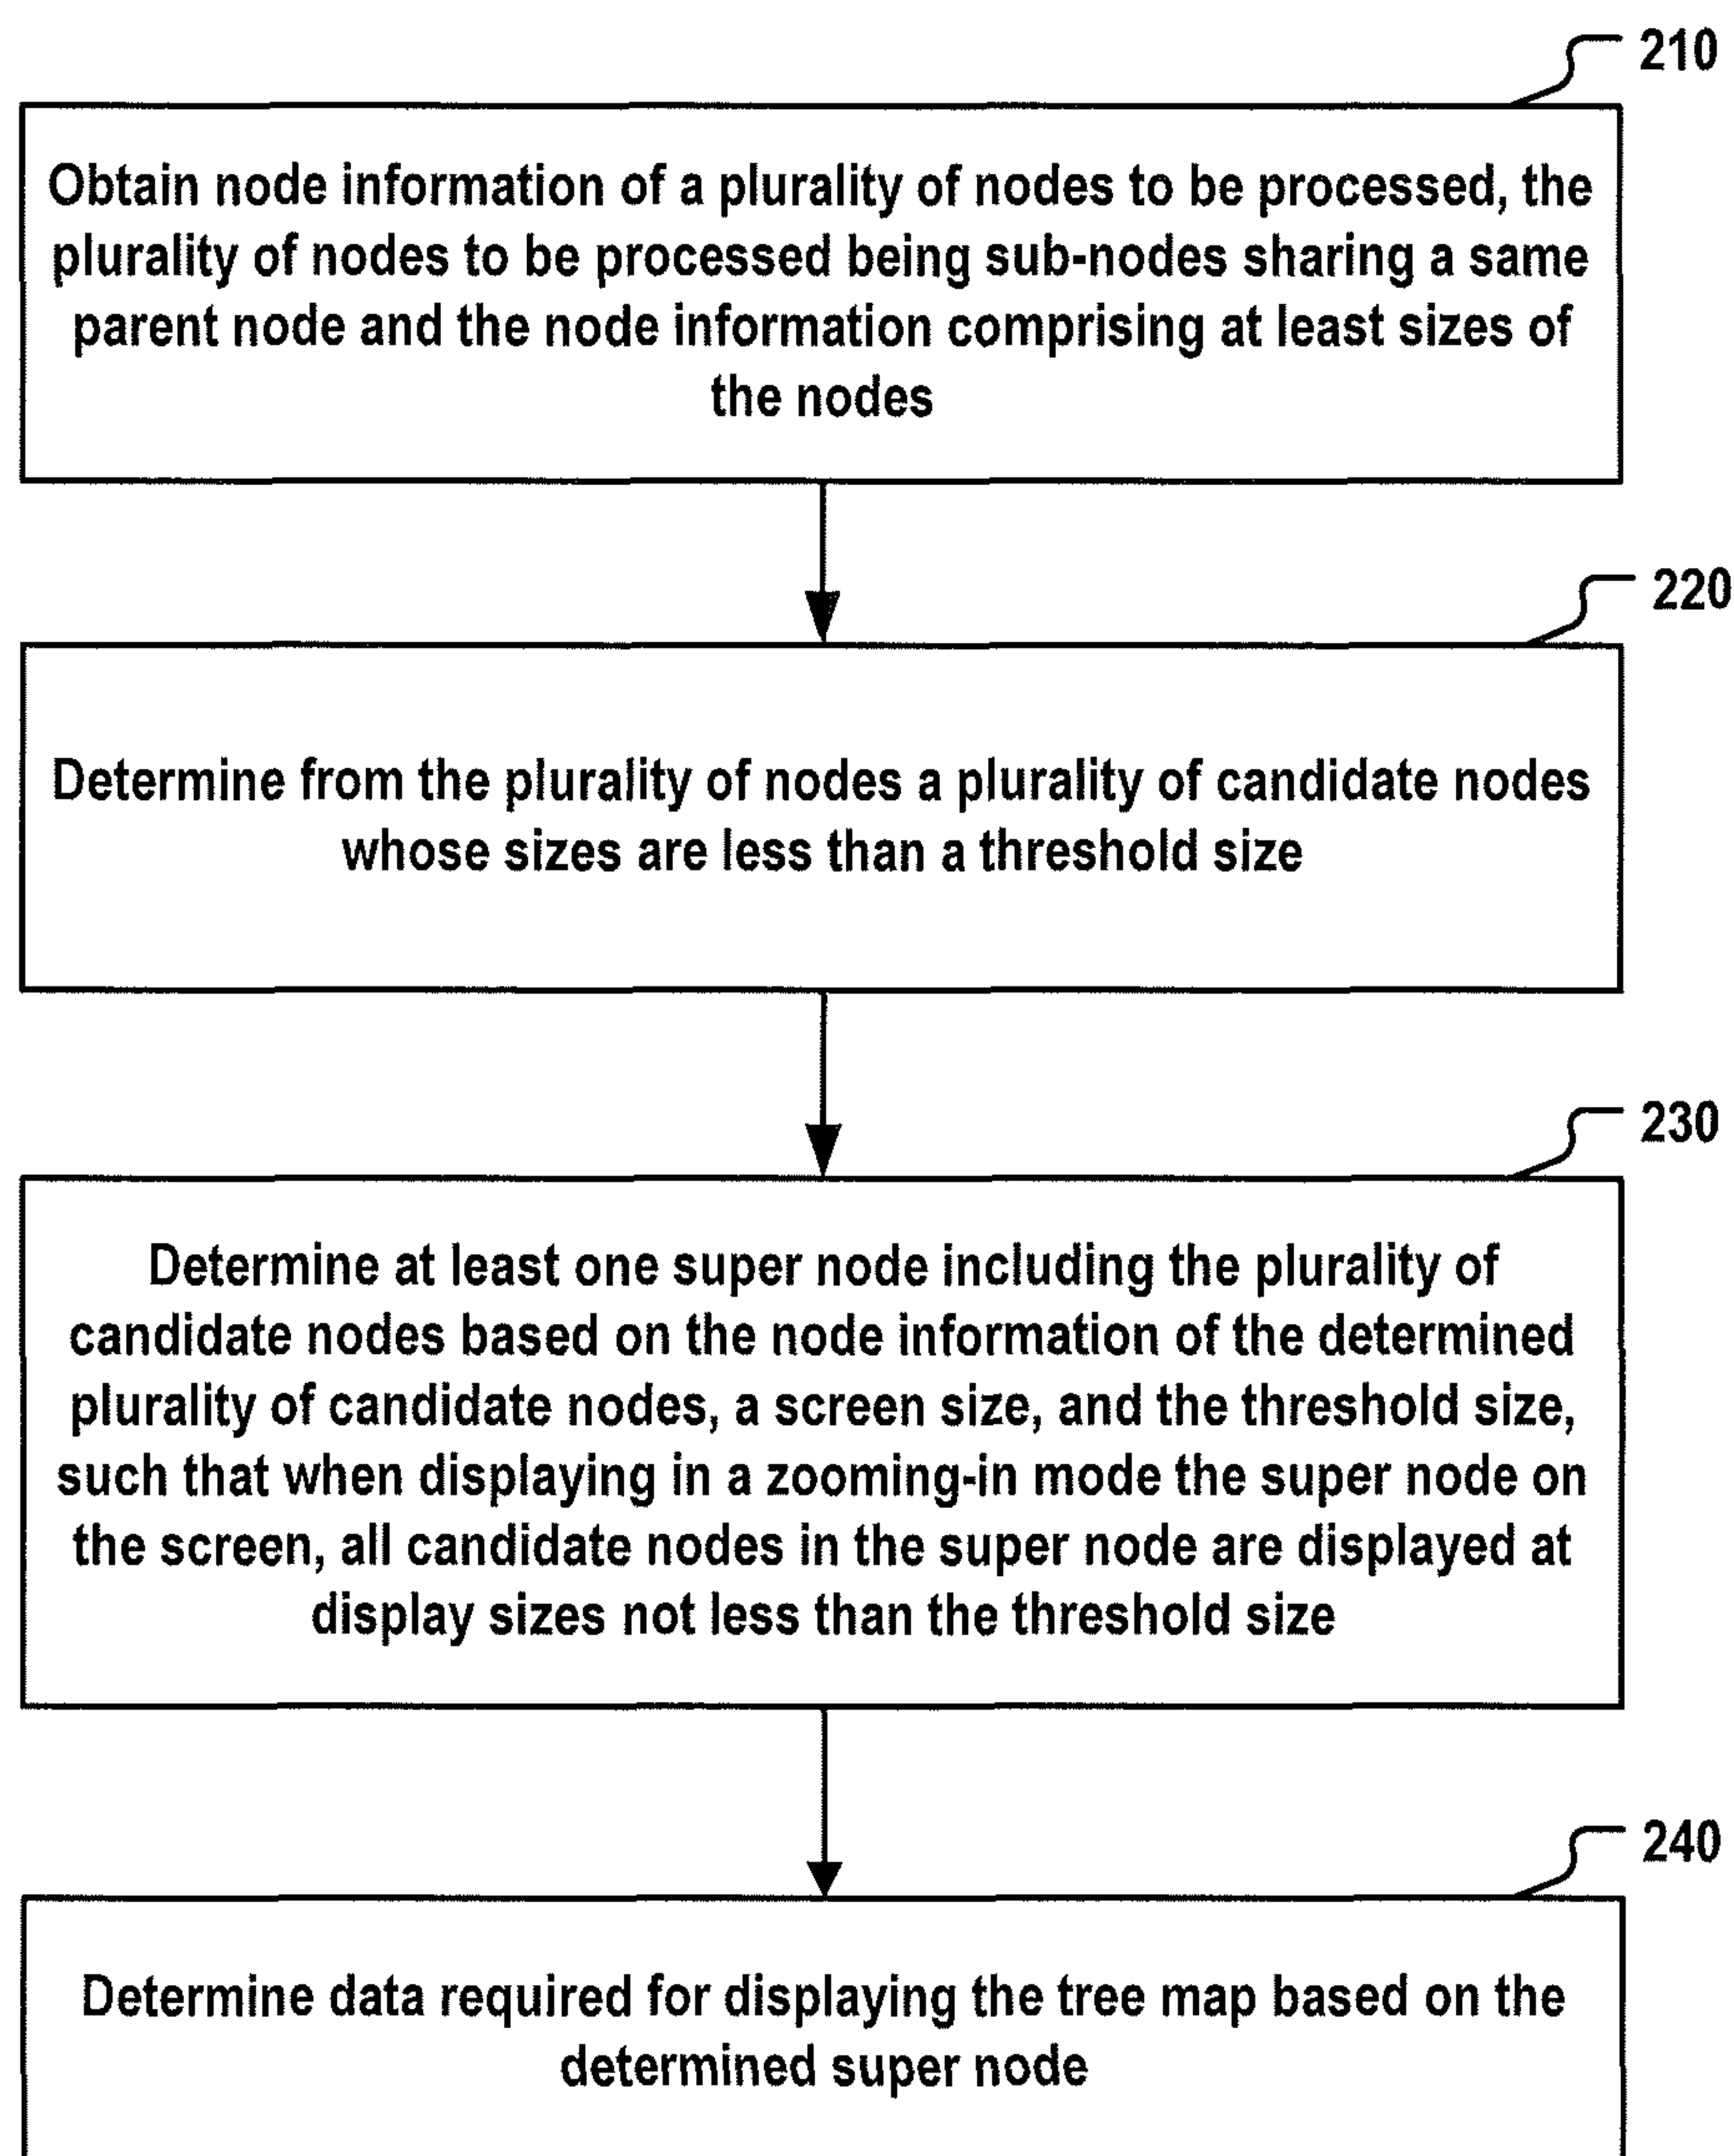 210
Obtain node information of a plurality of nodes to be processed, the
plurality of nodes to be processed being sub-nodes sharing a same
parent node and the node information comprising at least sizes of
the nodes
220
Determine from the plurality of nodes a plurality of candidate nodes
whose sizes are less than a threshold size
230
Determine at least one super node including the plurality of
candidate nodes based on the node information of the determined
plurality of candidate nodes, a screen size, and the threshold size,
such that when displaying in a zooming-in mode the super node on
the screen, all candidate nodes in the super node are displayed at
display sizes not less than the threshold size
240
Determine data required for displaying the tree map based on the
determined super node